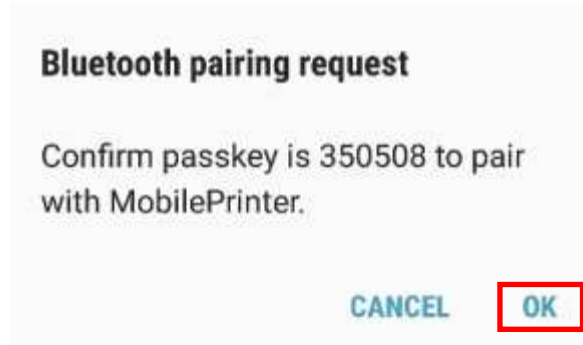 Bluetooth pairing request
Confirm passkey is 350508 to pair
with MobilePrinter.
CANCEL OK